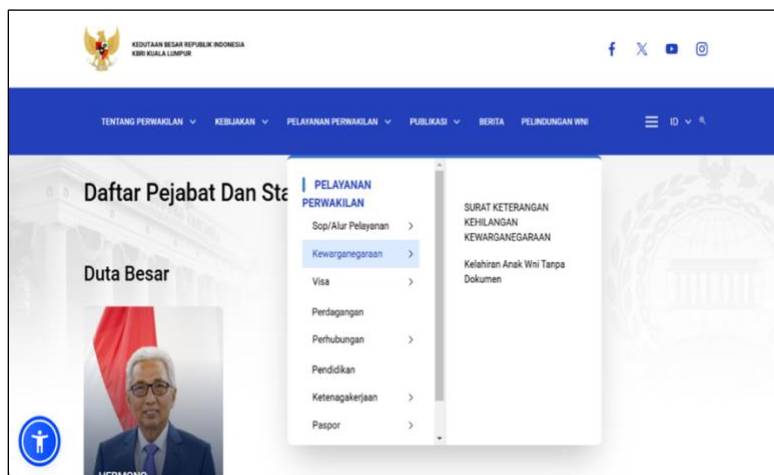 KEDUTAAN BESAR REPUBLIK INDONESIA
KBRI KUALA LUMPUR
TENTANG PERWAKILAN
KEBIJAKAN
PELAYANAN PERWAKILAN
PUBLIKASI
BERITA
PELINDUNGAN WNI
ID
Daftar Pejabat Dan Sta
Duta Besar
HERMONO
PELAYANAN
PERWAKILAN
Sop/Alur Pelayanan
Kewarganegaraan
Visa
Perdagangan
Perhubungan
Pendidikan
Ketenagakerjaan
Paspor
SURAT KETERANGAN
KEHILANGAN
KEWARGANEGARAAN
Kelahiran Anak Wni Tanpa
Dokumen